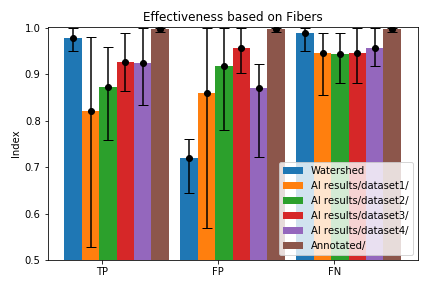 Effectiveness based on Fibers
1.0
0.9
0.8
0.7
0.6
0.5
Index
TP
FP
FN
Watershed
AI results/dataset1/
AI results/dataset2/
AI results/dataset3/
AI results/dataset4/
Annotated/